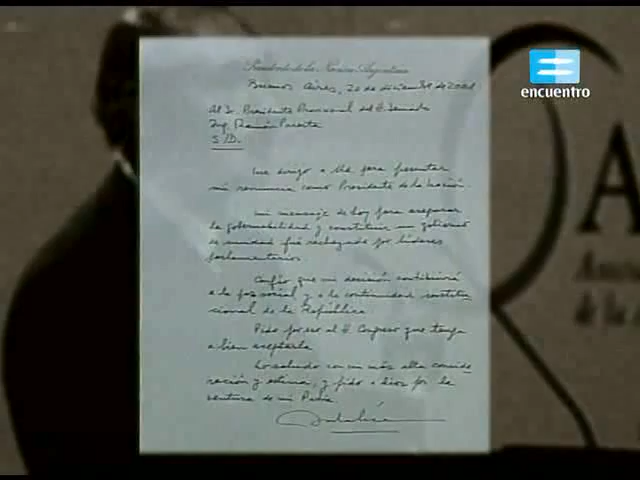 Presidente de la Nación Argentina
Buenos Aires, 20 de diciembre de 2001
Al Sr. Presidente Provisional del H. Senado
Ing. Ramón Puerta
S/D.
Me dirijo a Ud para presentar
mi renuncia como Presidente de la Nación.
Mi mensaje de hoy para asegurar
la gobernabilidad y constituir un gobierno
de unidad fué rechazado por líderes
parlamentarios.
Confío que mi decisión contribuirá
a la paz social y a la continuidad institu
cional de la República
Pido por eso al H. Congreso que tenga
a bien aceptarla.
Lo saludo con mi más alta conside
ración y estima, y pido a Dios por la
ventura de mi Patria.
encuentro
A
de la